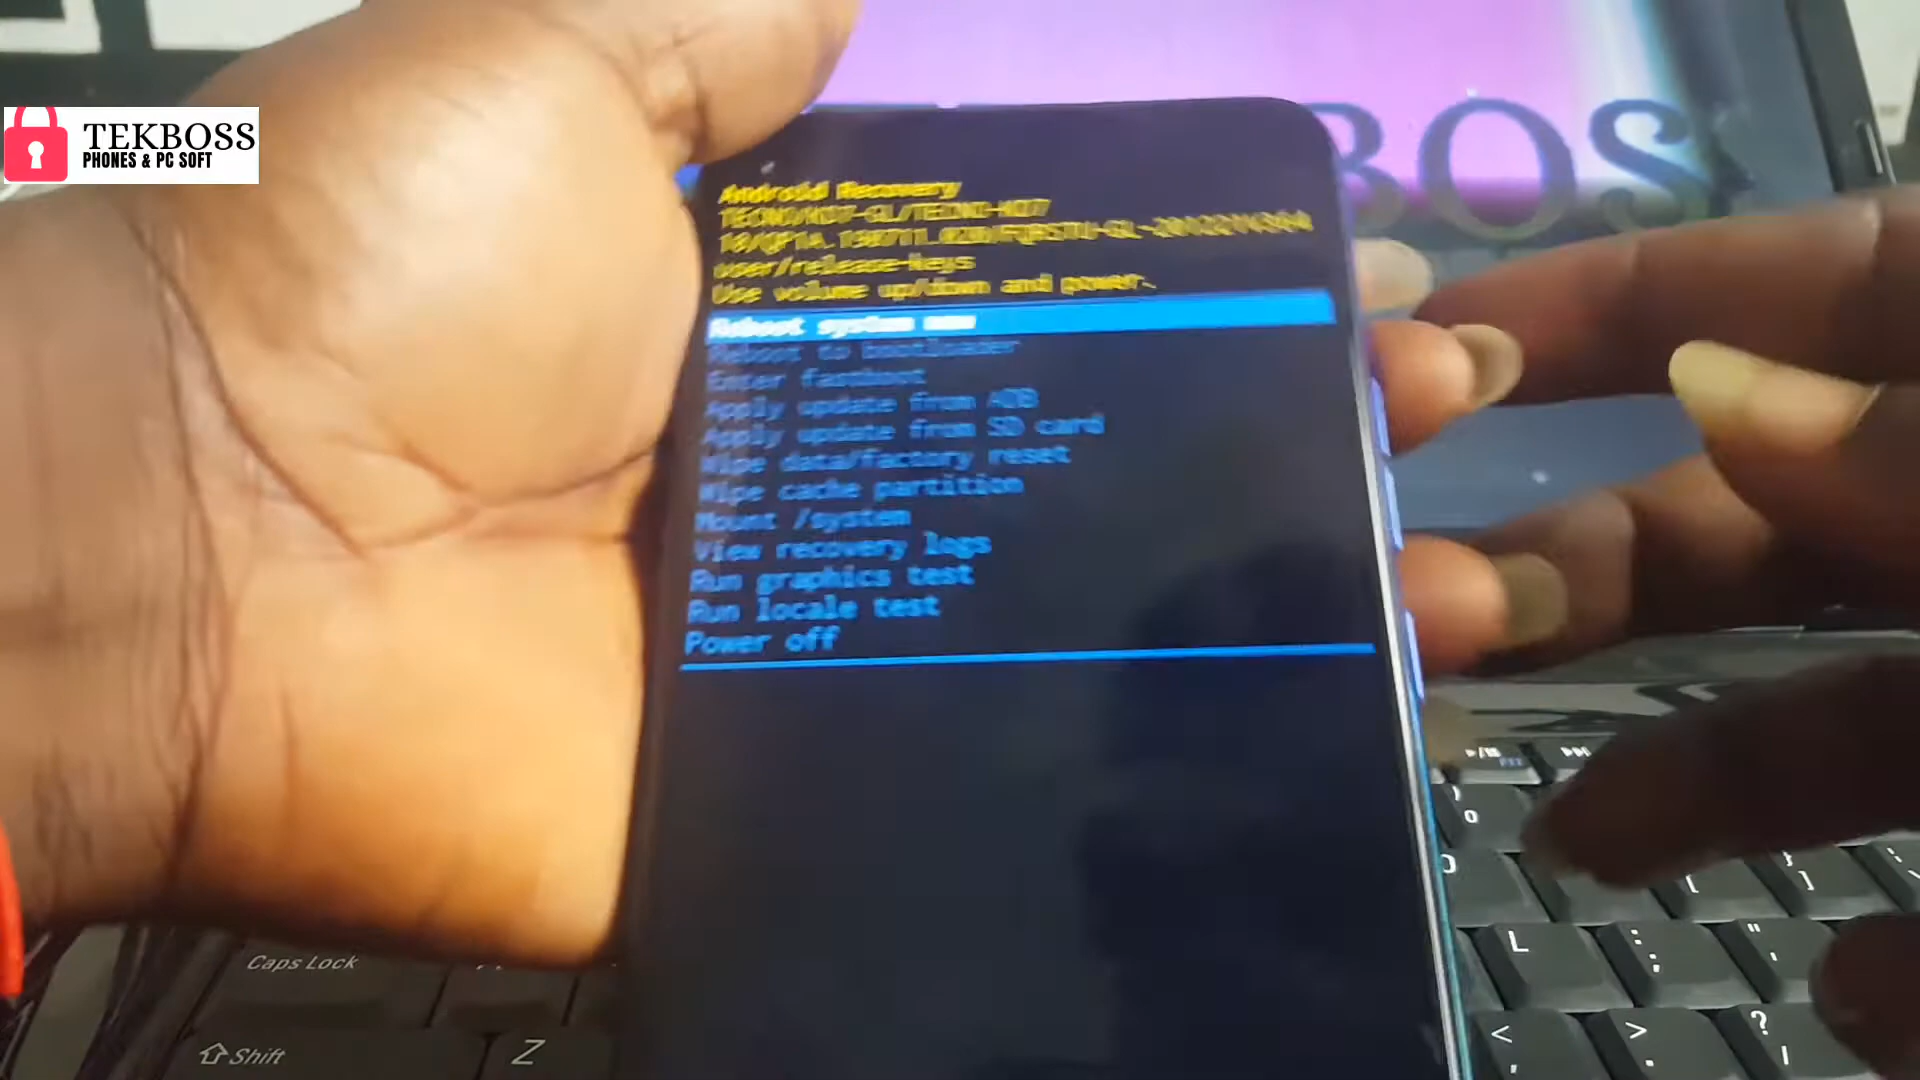 TEKBOSS
PHONES & PC SOFT
BOS
Android Recovery
user/release-keys
Use volume up/down and power.
Reboot system now
Reboot to bootloader
Enter fastboot
Apply update from ADB
Apply update from SD card
Wipe data/factory reset
Wipe cache partition
Mount /system
View recovery logs
Run graphics test
Run locale test
Power off
Caps Lock
Shift
Z
L
: ;
" '
< ,
> .
? /
} ]
[
) 0